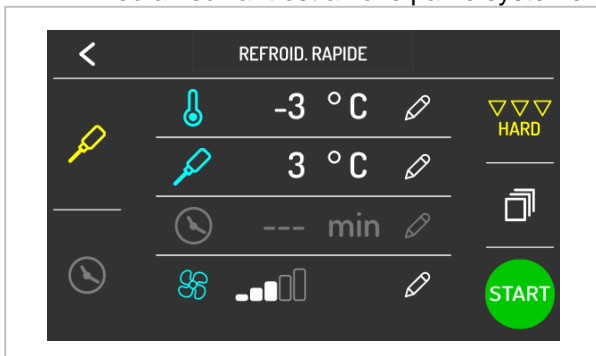 REFROID. RAPIDE
-3 °C
HARD
3 °C
--- min
START